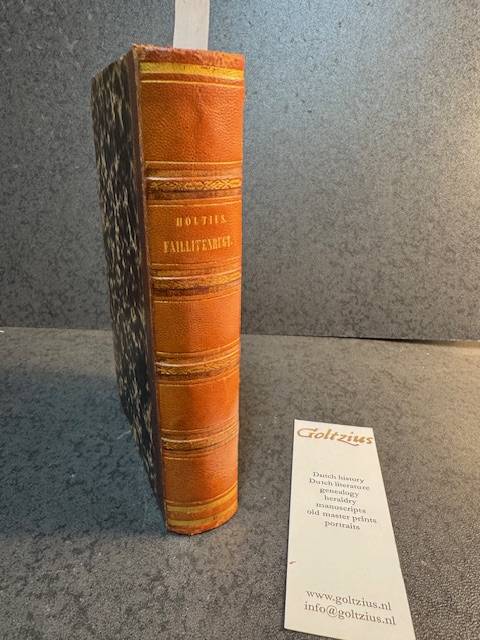 HOLTIUS.
FAILLITENREGT.
Goltzius
Dutch history
Dutch literature
genealogy
heraldry
manuscripts
old master prints
portraits
www.goltzius.nl
info@goltzius.nl